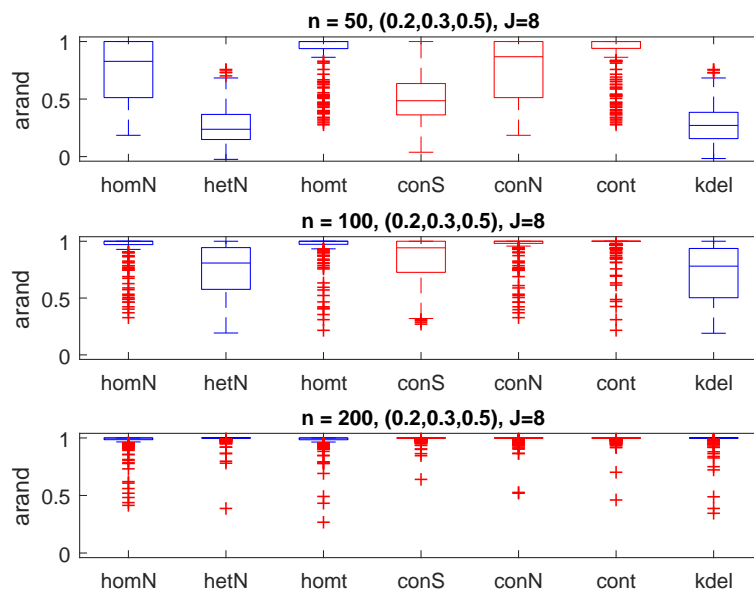 n = 50, (0.2,0.3,0.5), J=8
1
0.5
0
arand
homN hetN homt conS conN cont kdel
n = 100, (0.2,0.3,0.5), J=8
1
0.5
0
arand
homN hetN homt conS conN cont kdel
n = 200, (0.2,0.3,0.5), J=8
1
0.5
0
arand
homN hetN homt conS conN cont kdel